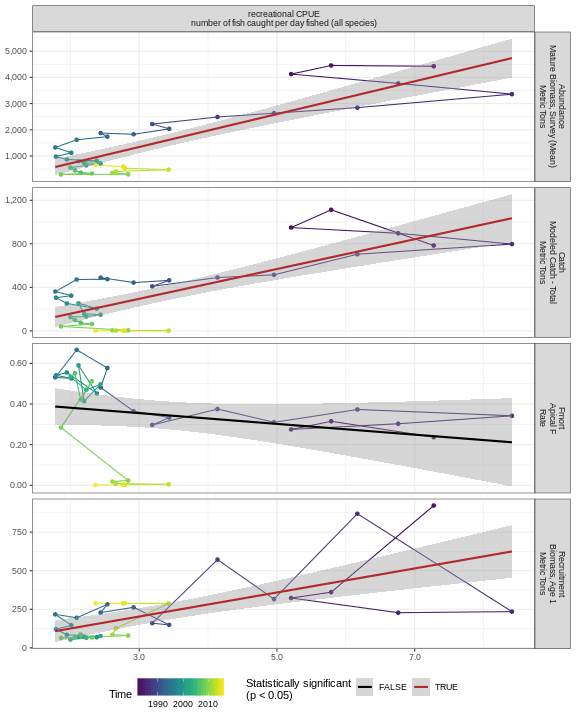 recreational CPUE
number of fish caught per day fished (all species)
5,000
4,000
3,000
2,000
1,000
Abundance
Mature Biomass, Survey (Mean)
Metric Tons
1,200
800
400
0
Catch
Modeled Catch - Total
Metric Tons
0.60
0.40
0.20
0.00
Fmort
Apical F
Rate
750
500
250
0
Recruitment
Biomass, Age 1
Metric Tons
3.0
5.0
7.0
Time
1990 2000 2010
Statistically significant
(p < 0.05)
FALSE
TRUE